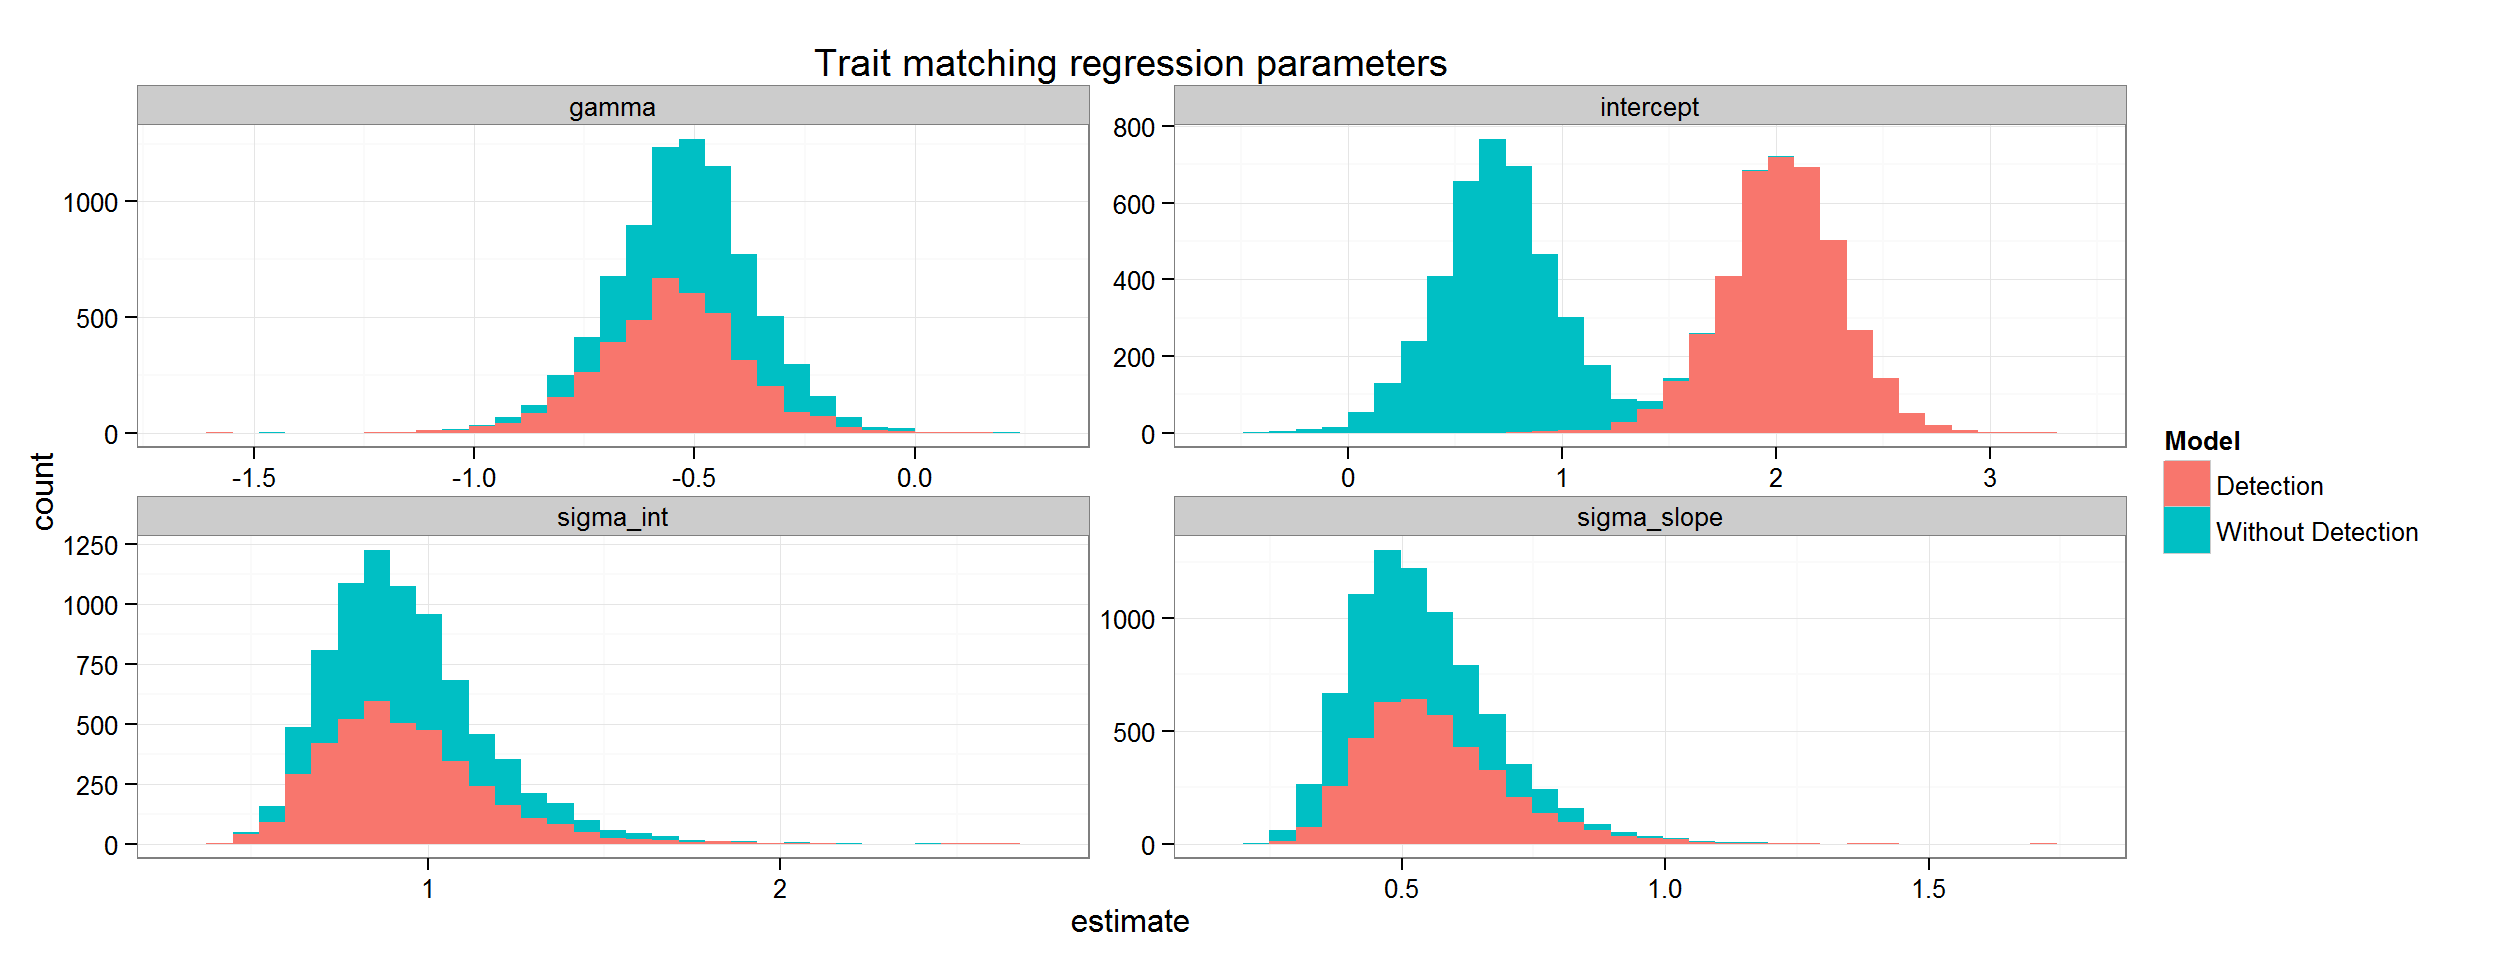 Trait matching regression parameters
gamma
intercept
1000
500
0
-1.5 -1.0 -0.5 0.0
800
600
400
200
0
0 1 2 3
count
sigma_int
sigma_slope
1250
1000
750
500
250
0
1 2
1000
500
0
0.5 1.0 1.5
estimate
Model
Detection
Without Detection